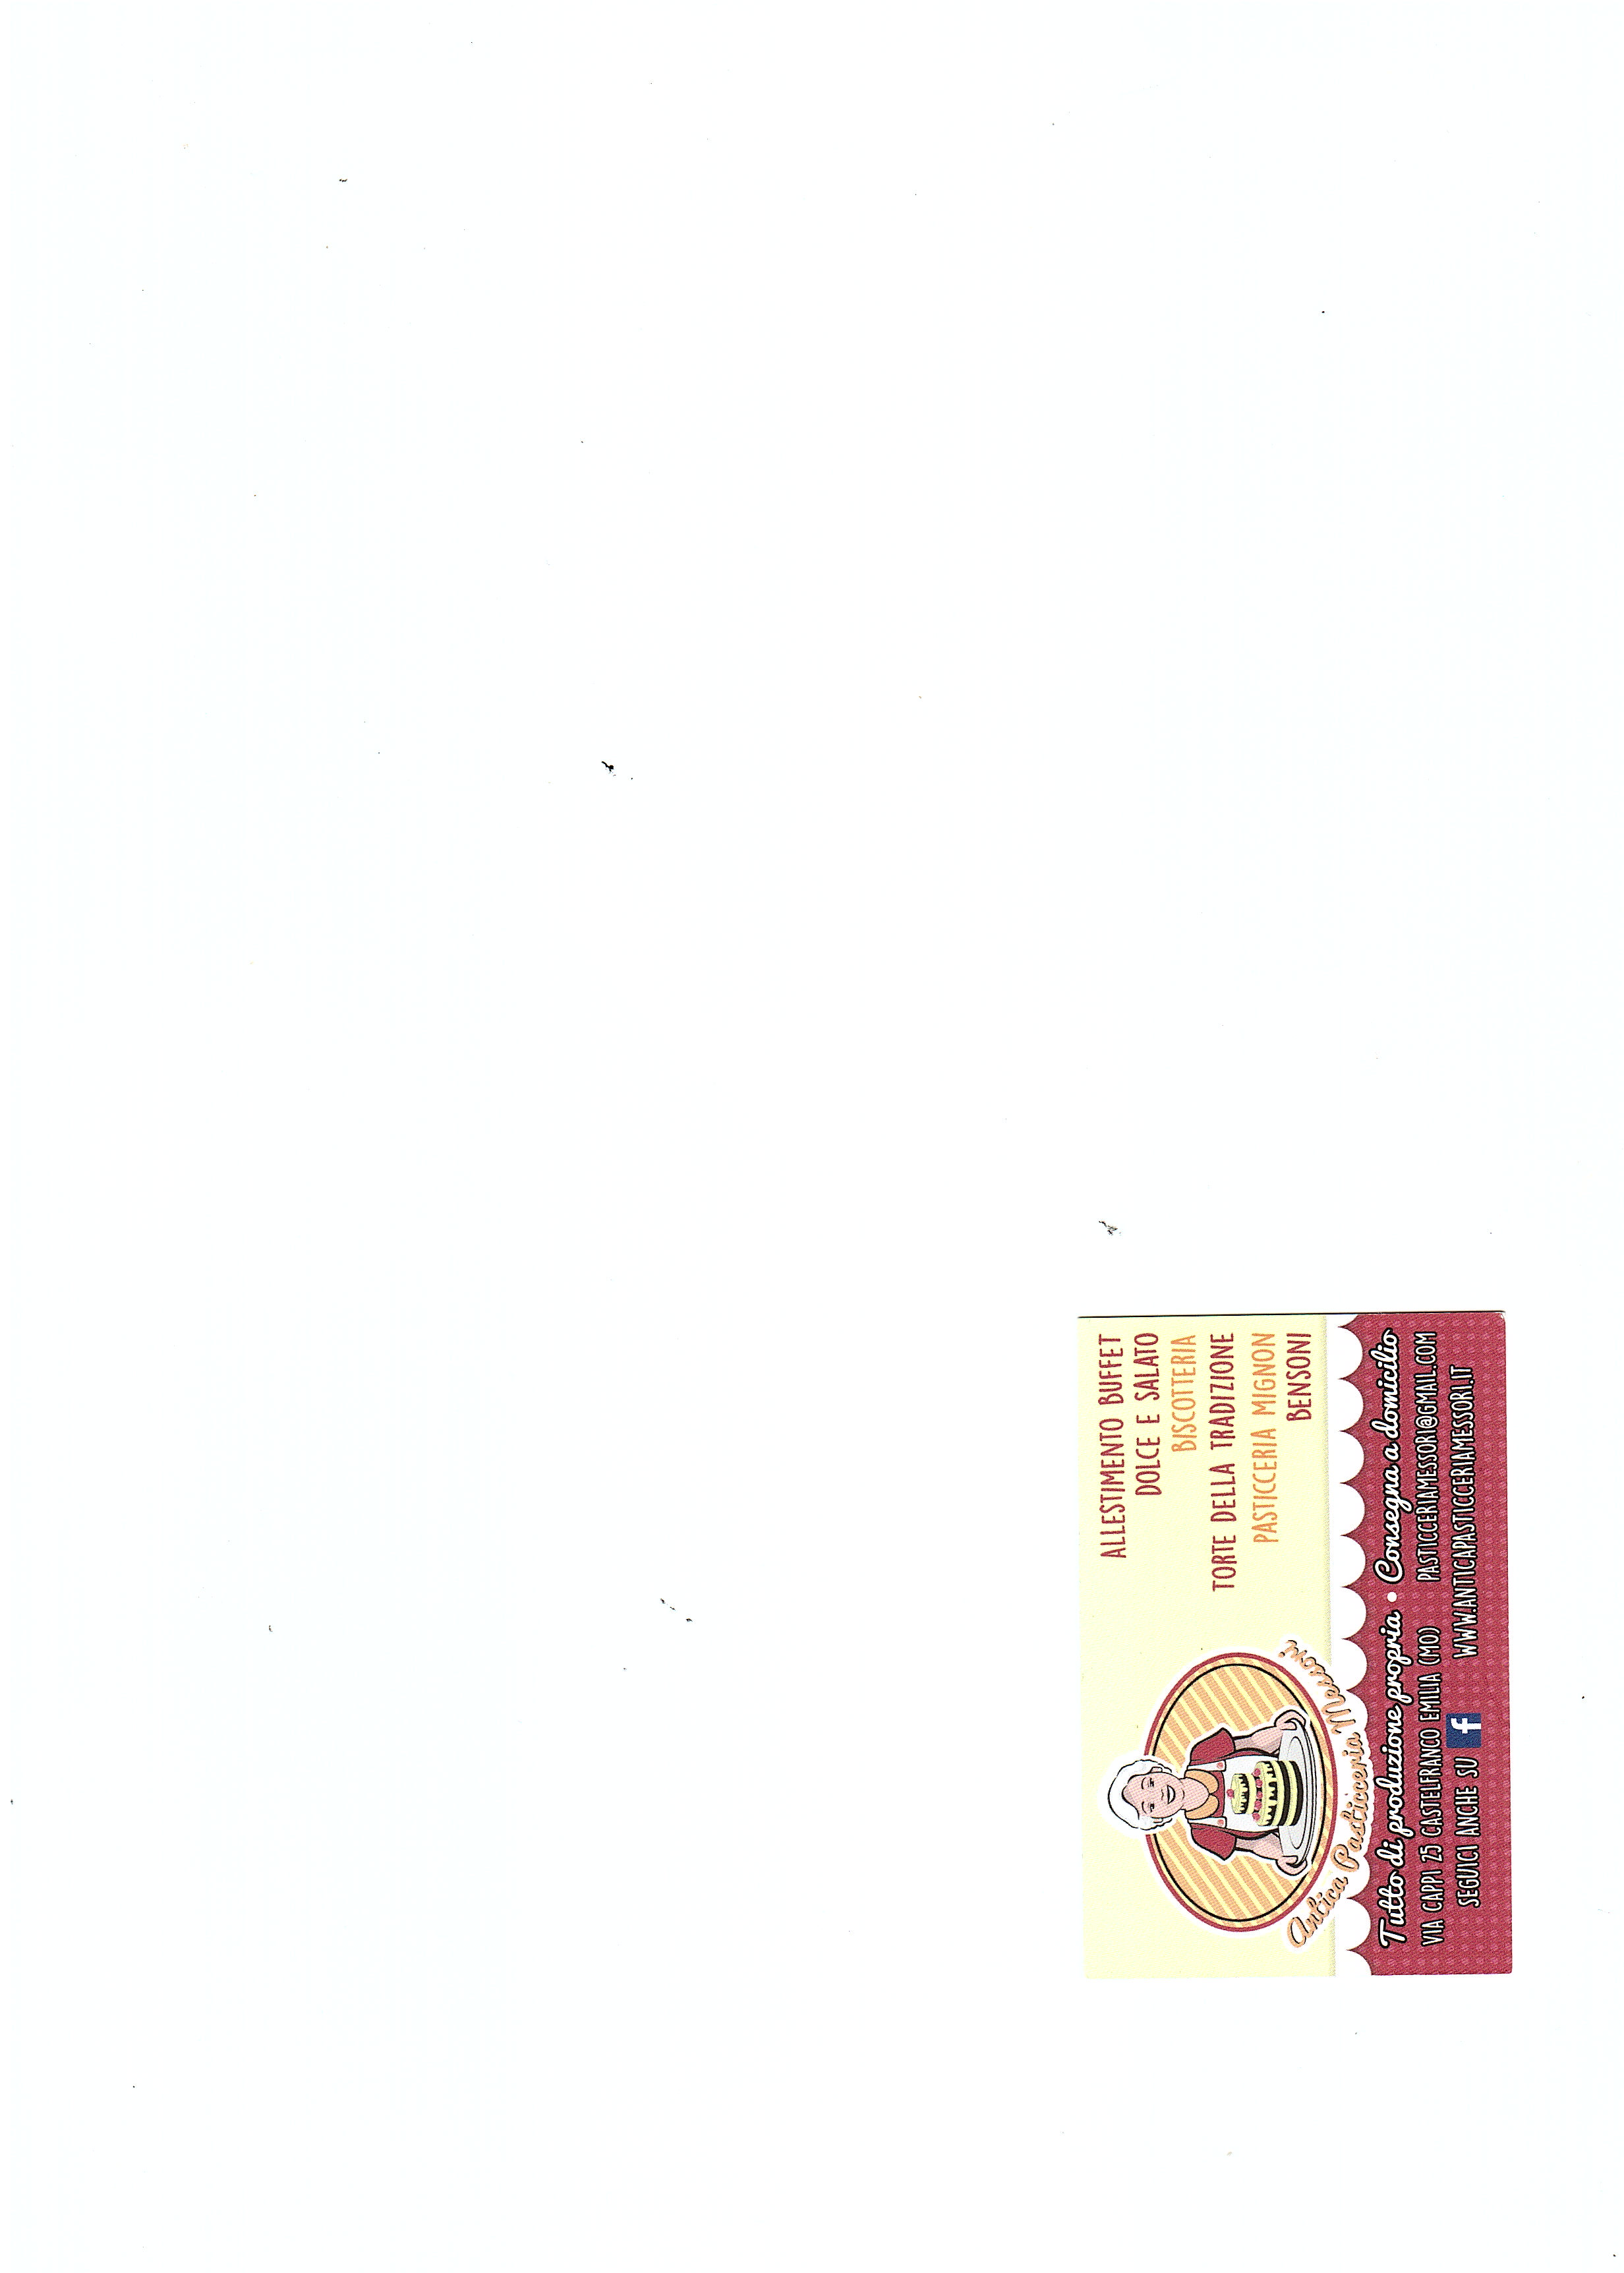 ALLESTIMENTO BUFFET
DOLCE E SALATO
BISCOTTERIA
TORTE DELLA TRADIZIONE
PASTICCERIA MIGNON
BENSONI
Antica Pasticceria Messori
Tutto di produzione propria • Consegna a domicilio
VIA CAPPI 25 CASTELFRANCO EMILIA (MO) PASTICCERIAMESSORI@GMAIL.COM
SEGUICI ANCHE SU f WWW.ANTICAPASTICCERIAMESSORI.IT